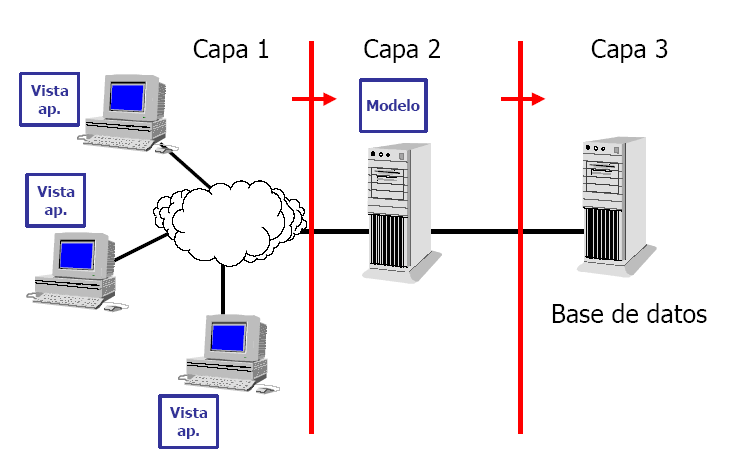 Capa 1
Capa 2
Capa 3
Vista
ap.
Modelo
Vista
ap.
Base de datos
Vista
ap.